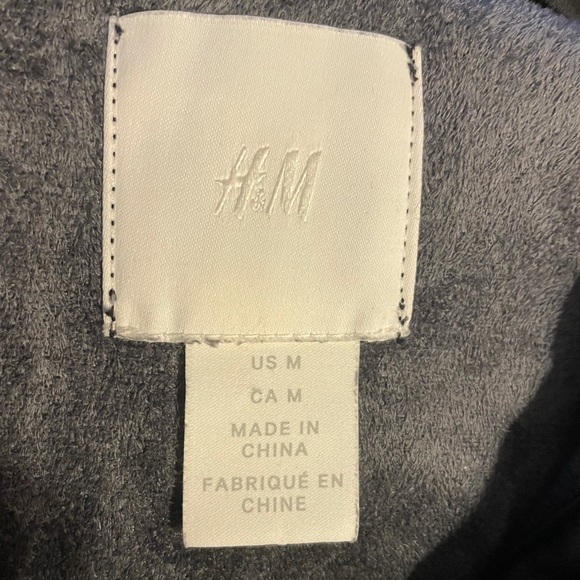 H&M
US M
CA M
MADE IN
CHINA
FABRIQUÉ EN
CHINE